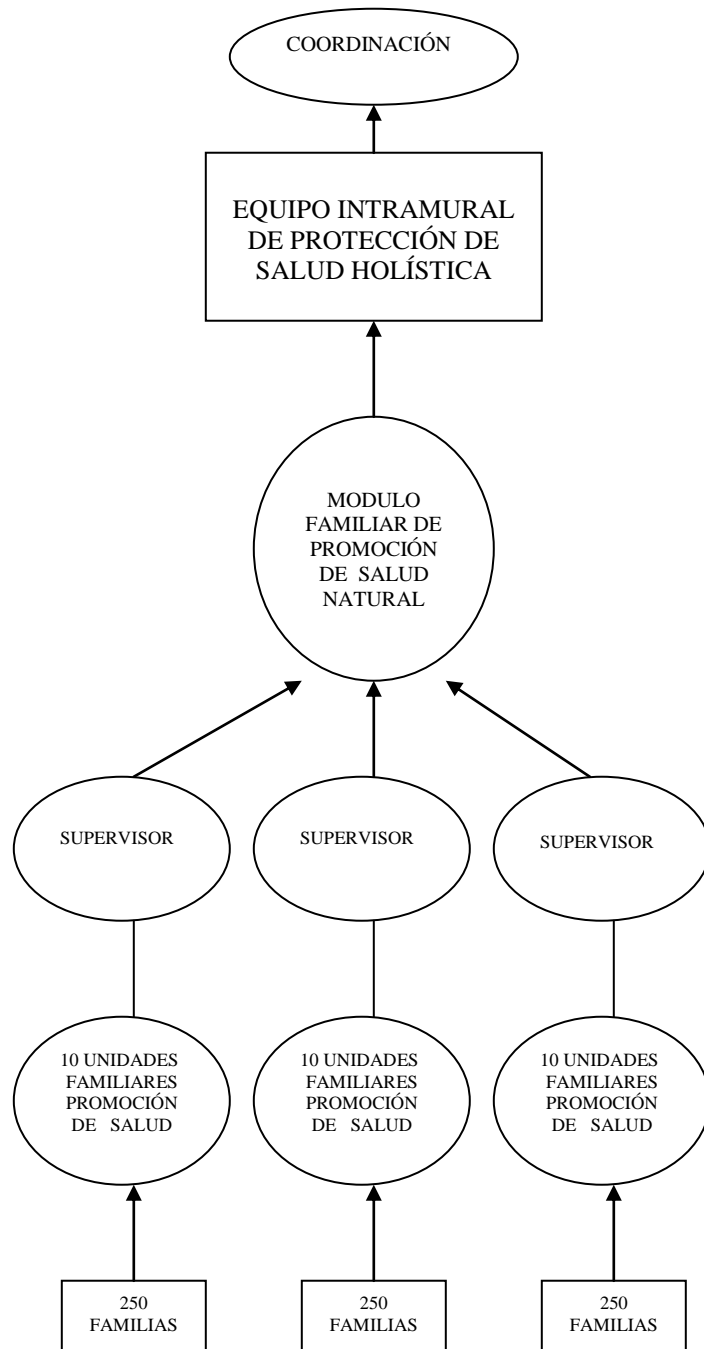 COORDINACIÓN
EQUIPO INTRAMURAL
DE PROTECCIÓN DE
SALUD HOLÍSTICA
MODULO
FAMILIAR DE
PROMOCIÓN
DE SALUD
NATURAL
SUPERVISOR
SUPERVISOR
SUPERVISOR
10 UNIDADES
FAMILIARES
PROMOCIÓN
DE SALUD
10 UNIDADES
FAMILIARES
PROMOCIÓN
DE SALUD
10 UNIDADES
FAMILIARES
PROMOCIÓN
DE SALUD
250
FAMILIAS
250
FAMILIAS
250
FAMILIAS